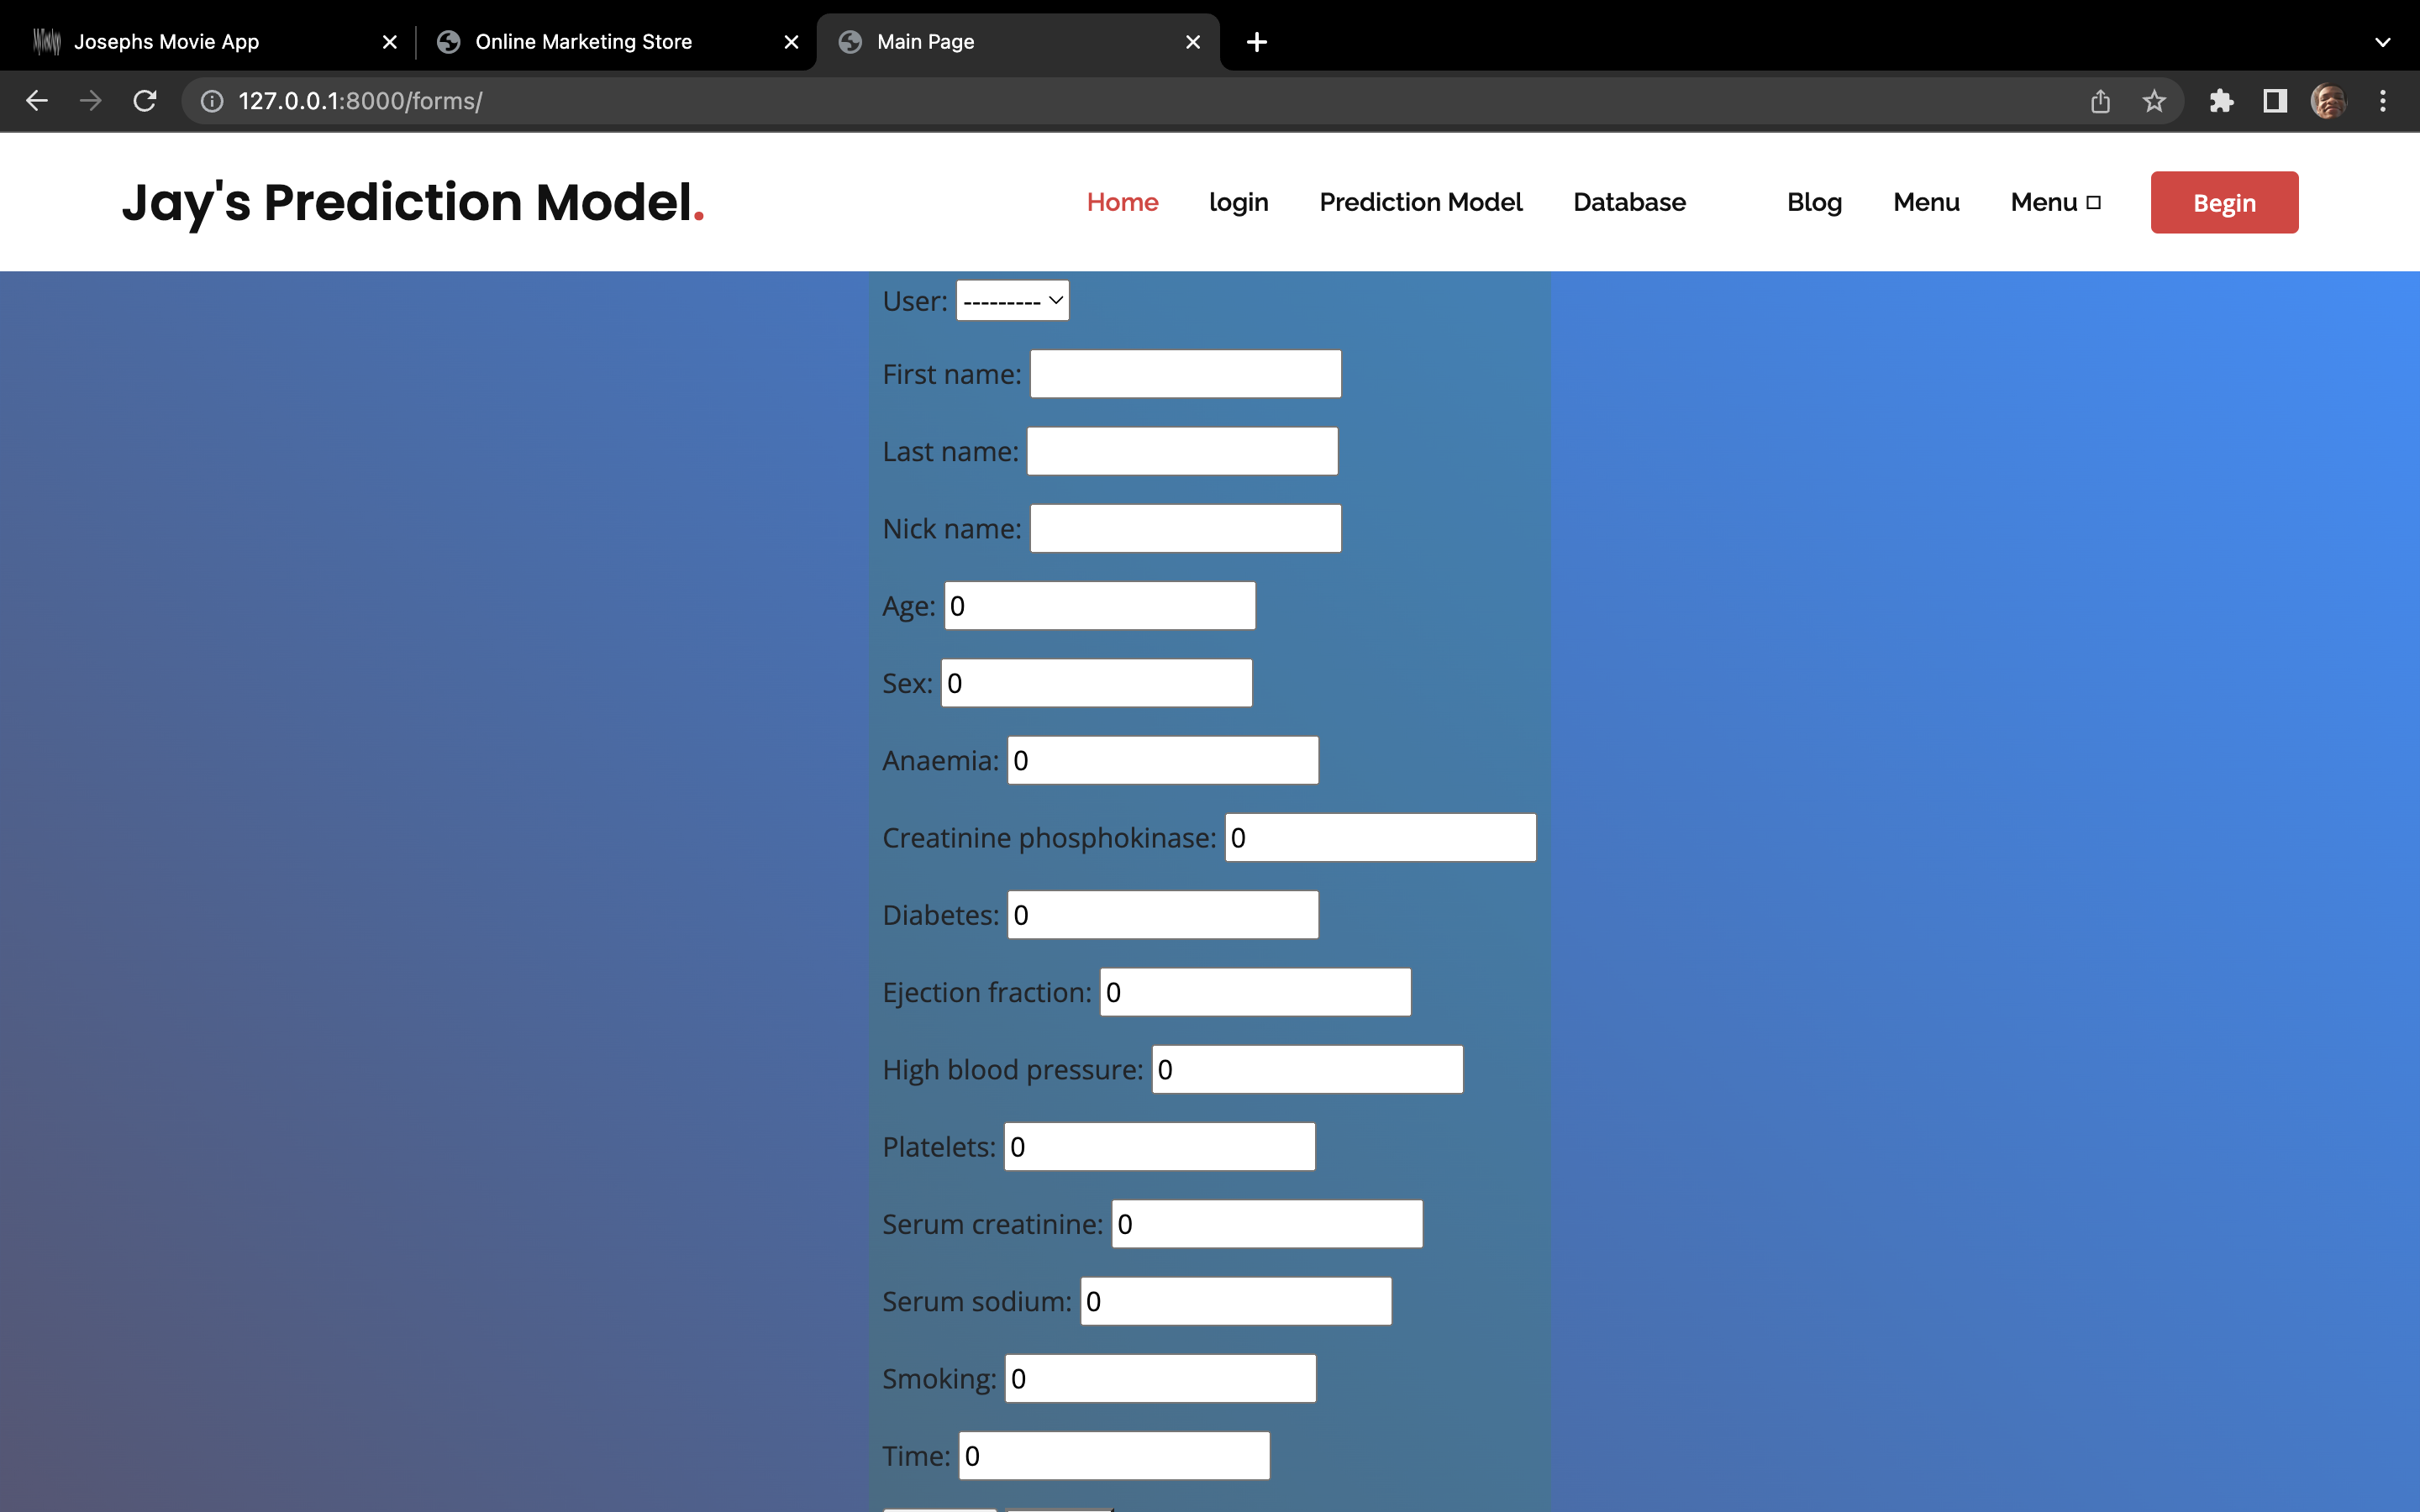 Josephs Movie App
Online Marketing Store
Main Page
127.0.0.1:8000/forms/
Jay's Prediction Model.
Home login Prediction Model Database Blog Menu Menu Begin
User: ---------
First name:
Last name:
Nick name:
Age: 0
Sex: 0
Anaemia: 0
Creatinine phosphokinase: 0
Diabetes: 0
Ejection fraction: 0
High blood pressure: 0
Platelets: 0
Serum creatinine: 0
Serum sodium: 0
Smoking: 0
Time: 0